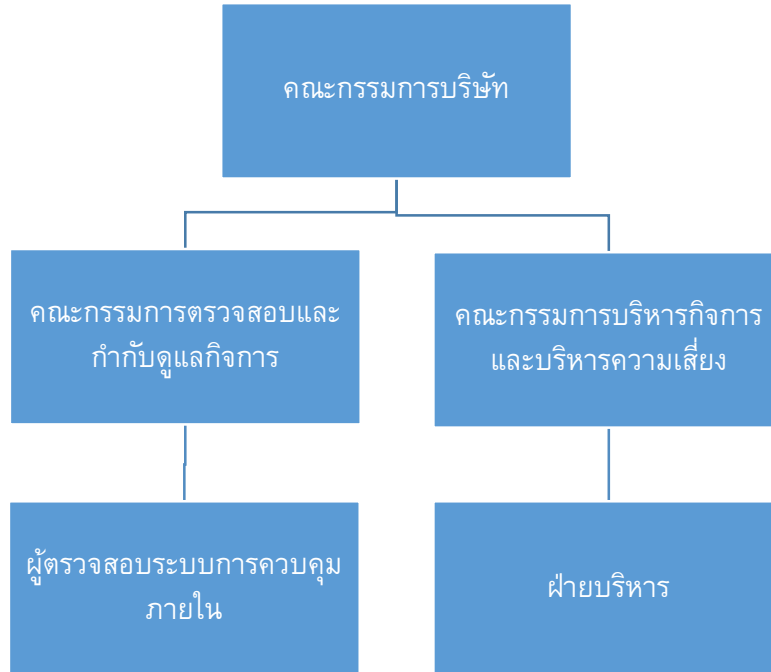 คณะกรรมการบริษัท
คณะกรรมการตรวจสอบและ
กำกับดูแลกิจการ
คณะกรรมการบริหารกิจการ
และบริหารความเสี่ยง
ผู้ตรวจสอบระบบการควบคุม
ภายใน
ฝ่ายบริหาร